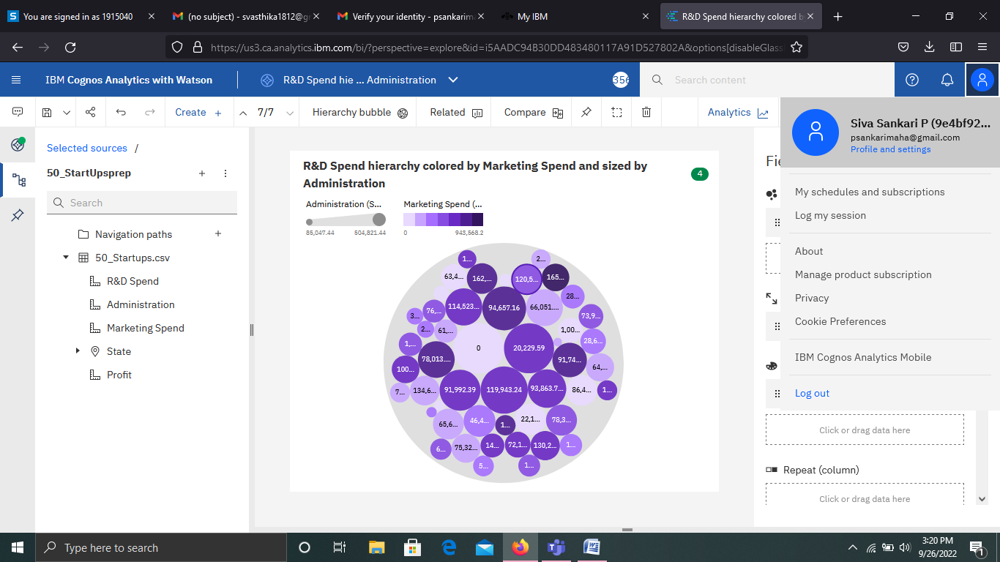 You are signed in as 1915040
(no subject) - svasthika1812@g
Verify your identity - psankarima
My IBM
R&D Spend hierarchy colored b
https://us3.ca.analytics.ibm.com/bi/?perspective=explore&id=i5AADC94B30DD483480117A91D527802A&options[disableGlass
IBM Cognos Analytics with Watson
R&D Spend hie ... Administration
356
Search content
Create +
7/7
Hierarchy bubble
Related
Compare
Analytics
Siva Sankari P (9e4bf92...
psankarimaha@gmail.com
Profile and settings
My schedules and subscriptions
Log my session
About
Manage product subscription
Privacy
Cookie Preferences
IBM Cognos Analytics Mobile
Log out
Selected sources /
50_StartUpsprep
Search
Navigation paths
50_Startups.csv
R&D Spend
Administration
Marketing Spend
State
Profit
R&D Spend hierarchy colored by Marketing Spend and sized by
Administration
4
Administration (S...
Marketing Spend (...
85,047.44 504,821.44
0 943,568.2
1...
2...
63,4...
162,...
120,5...
165...
28...
114,523...
94,657.16
66,051....
76,...
3...
73,9...
2...
61,...
1,00...
1,...
0
20,229.59
28,6...
78,013....
91,74...
100...
64,...
7...
134,6...
91,992.39
119,943.24
93,863.7...
86,4...
1...
65,6...
46,4...
1...
22,1...
78,3...
6...
75,32...
14...
72,1...
130,2...
1...
5...
1...
Click or drag data here
Repeat (column)
Click or drag data here
Type here to search
3:20 PM
9/26/2022
1